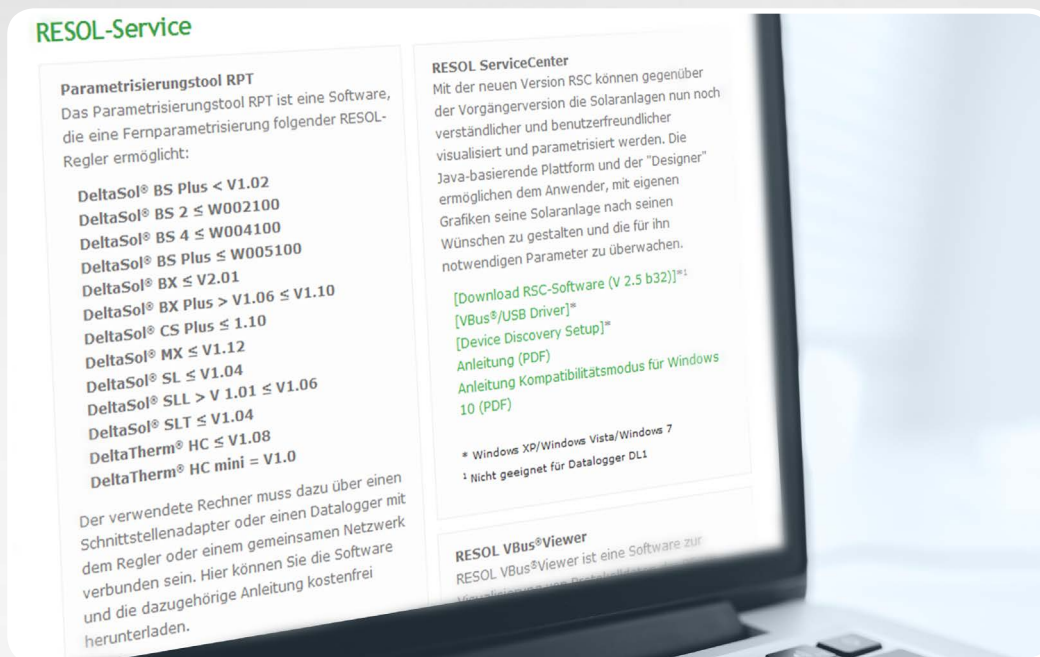 RESOL-Service
Parametrisierungstool RPT
Das Parametrisierungstool RPT ist eine Software,
die eine Fernparametrisierung folgender RESOL-
Regler ermöglicht:
DeltaSol® BS Plus < V1.02
DeltaSol® BS 2 ≤ W002100
DeltaSol® BS 4 ≤ W004100
DeltaSol® BS Plus ≤ W005100
DeltaSol® BX ≤ V2.01
DeltaSol® BX Plus > V1.06 ≤ V1.10
DeltaSol® CS Plus ≤ 1.10
DeltaSol® MX ≤ V1.12
DeltaSol® SL ≤ V1.04
DeltaSol® SLL > V 1.01 ≤ V1.06
DeltaSol® SLT ≤ V1.04
DeltaTherm® HC ≤ V1.08
DeltaTherm® HC mini = V1.0
Der verwendete Rechner muss dazu über einen
Schnittstellenadapter oder einen Datalogger mit
dem Regler oder einem gemeinsamen Netzwerk
verbunden sein. Hier können Sie die Software
und die dazugehörige Anleitung kostenfrei
herunterladen.
RESOL ServiceCenter
Mit der neuen Version RSC können gegenüber
der Vorgängerversion die Solaranlagen nun noch
verständlicher und benutzerfreundlicher
visualisiert und parametrisiert werden. Die
Java-basierende Plattform und der "Designer"
ermöglichen dem Anwender, mit eigenen
Grafiken seine Solaranlage nach seinen
Wünschen zu gestalten und die für ihn
notwendigen Parameter zu überwachen.
[Download RSC-Software (V 2.5 b32)]*¹
[VBus®/USB Driver]*
[Device Discovery Setup]*
Anleitung (PDF)
Anleitung Kompatibilitätsmodus für Windows
10 (PDF)
* Windows XP/Windows Vista/Windows 7
¹ Nicht geeignet für Datalogger DL1
RESOL VBus®Viewer
RESOL VBus®Viewer ist eine Software zur